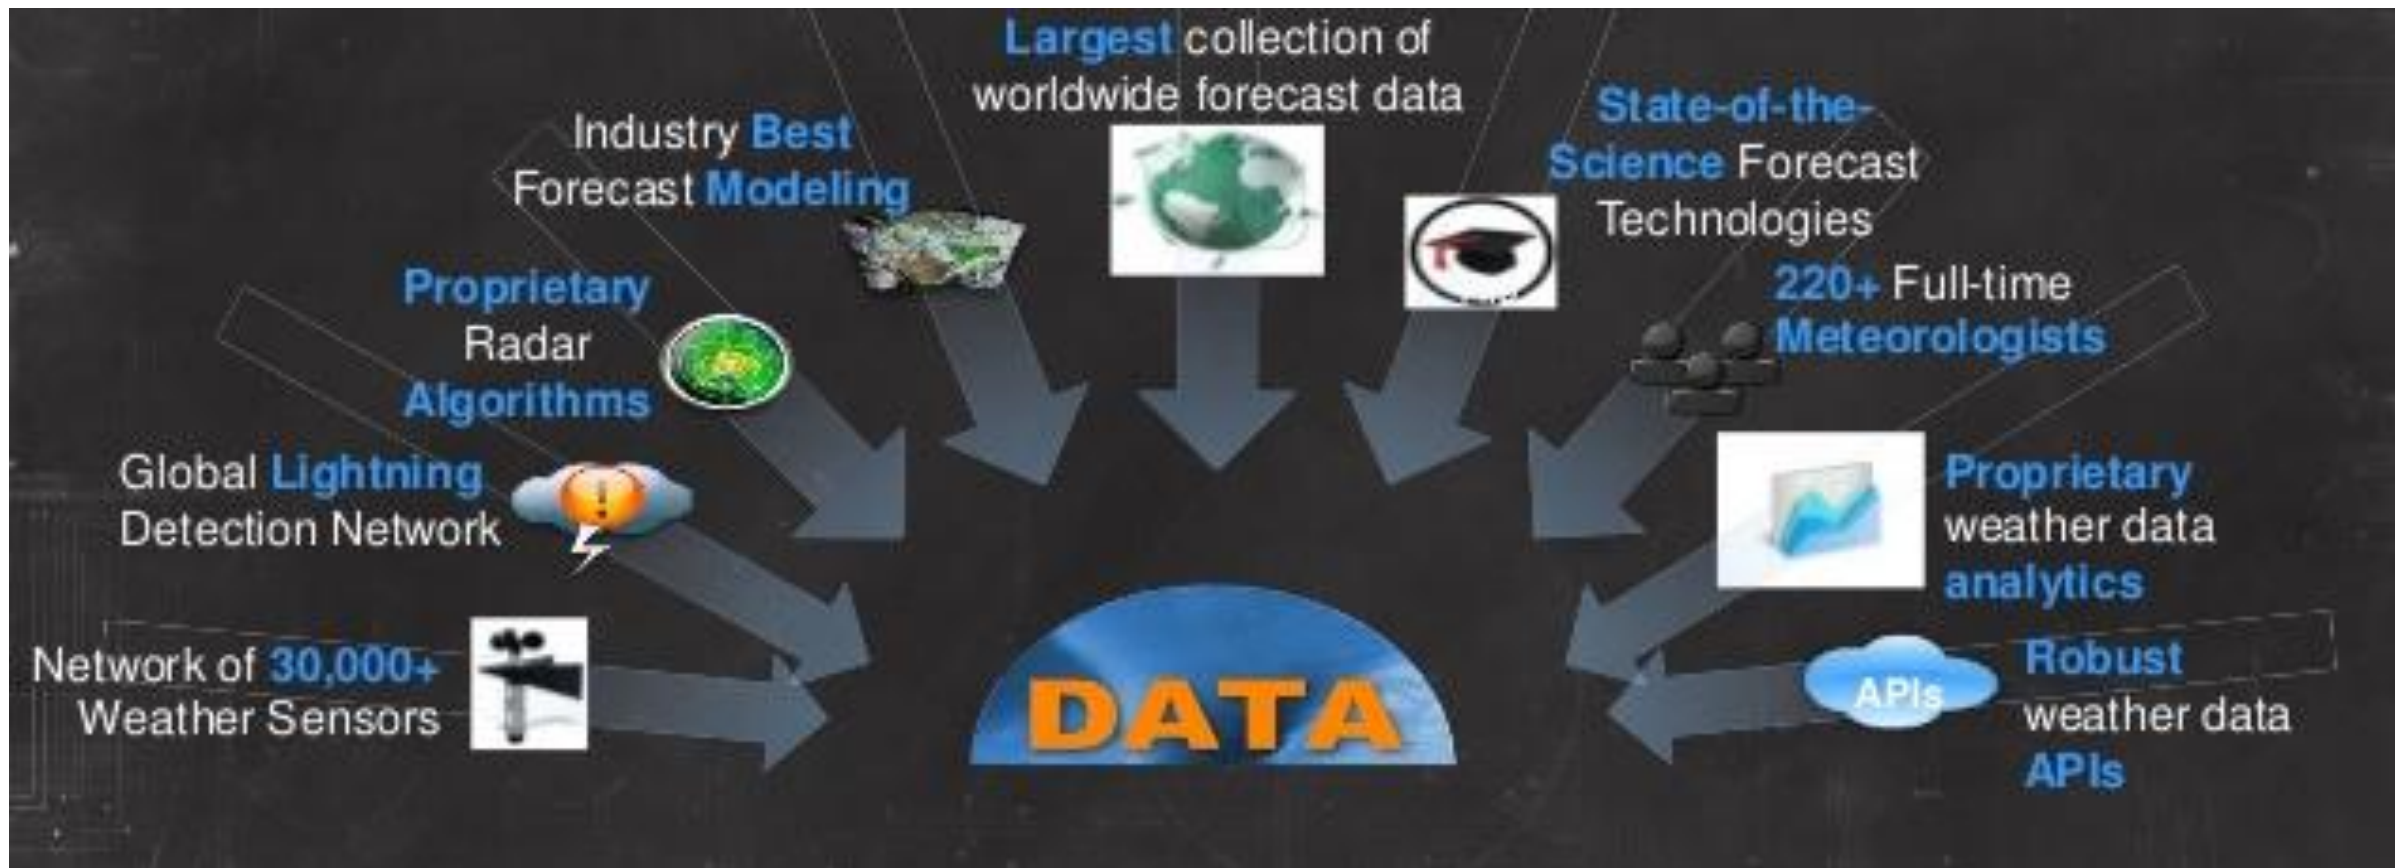 Largest collection of
worldwide forecast data
Industry Best
Forecast Modeling
State-of-the-
Science Forecast
Technologies
Proprietary
Radar
Algorithms
220+ Full-time
Meteorologists
Global Lightning
Detection Network
Proprietary
weather data
analytics
Network of 30,000+
Weather Sensors
APIs
Robust
weather data
APIs
DATA